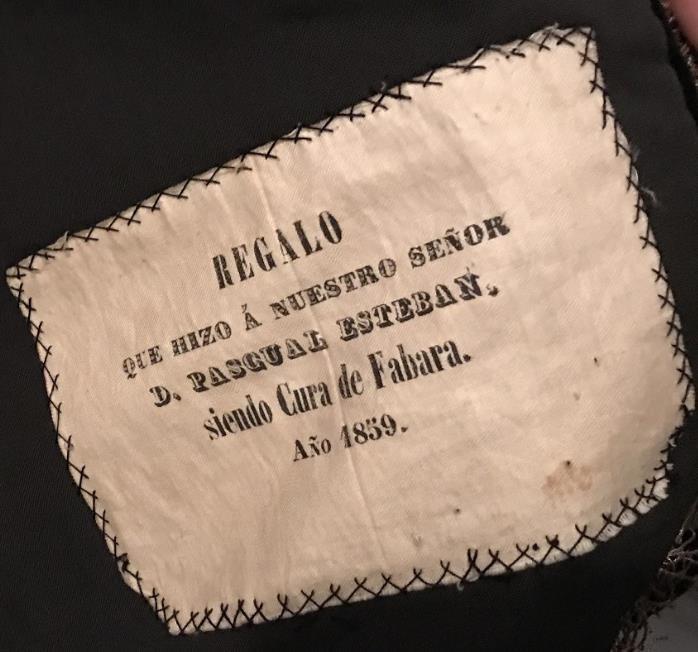 REGALO
QUE HIZO Á NUESTRO SEÑOR
D. PASCUAL ESTEBAN,
siendo Cura de Fabara.
Año 1859.